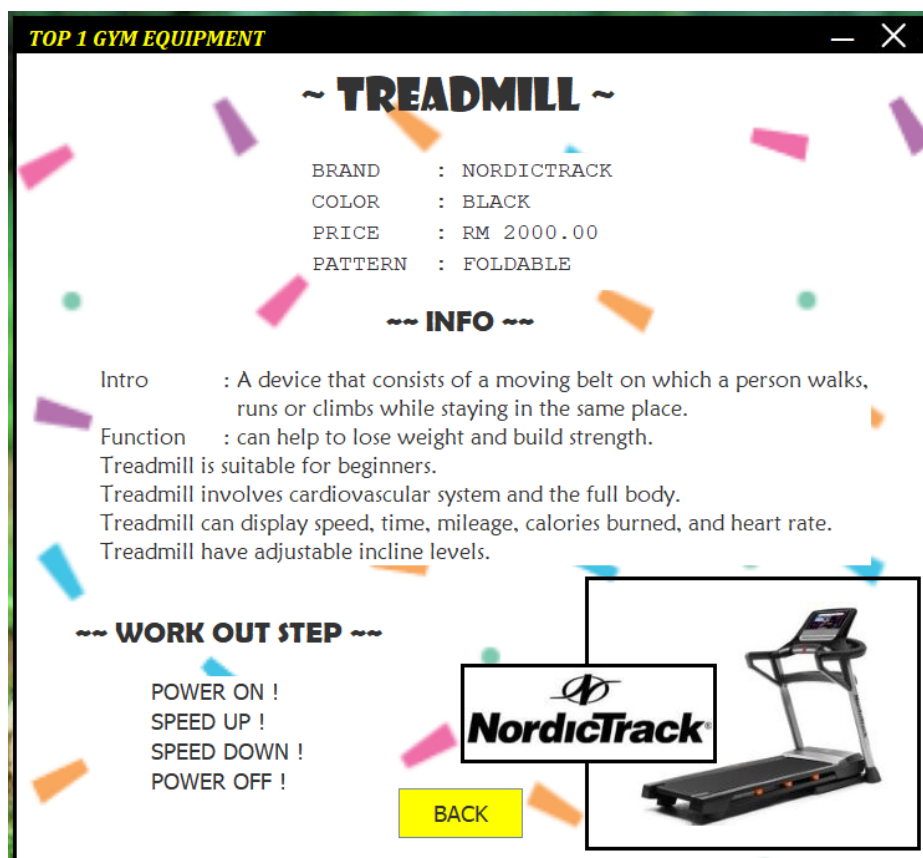 TOP 1 GYM EQUIPMENT
~ TREADMILL ~
BRAND : NORDICTRACK
COLOR : BLACK
PRICE : RM 2000.00
PATTERN : FOLDABLE
~~ INFO ~~
Intro : A device that consists of a moving belt on which a person walks,
runs or climbs while staying in the same place.
Function : can help to lose weight and build strength.
Treadmill is suitable for beginners.
Treadmill involves cardiovascular system and the full body.
Treadmill can display speed, time, mileage, calories burned, and heart rate.
Treadmill have adjustable incline levels.
~~ WORK OUT STEP ~~
POWER ON !
SPEED UP !
SPEED DOWN !
POWER OFF !
NordicTrack®
BACK